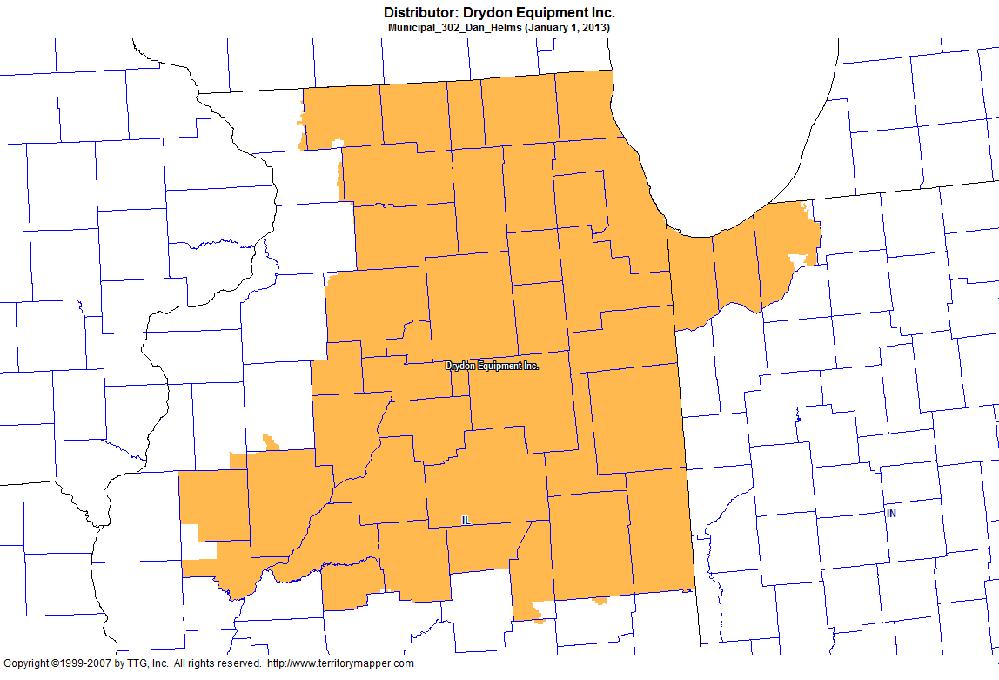 Distributor: Drydon Equipment Inc.
Municipal_302_Dan_Helms (January 1, 2013)
Drydon Equipment Inc.
IL
IN
Copyright ©1999-2007 by TTG, Inc. All rights reserved. http://www.territorymapper.com